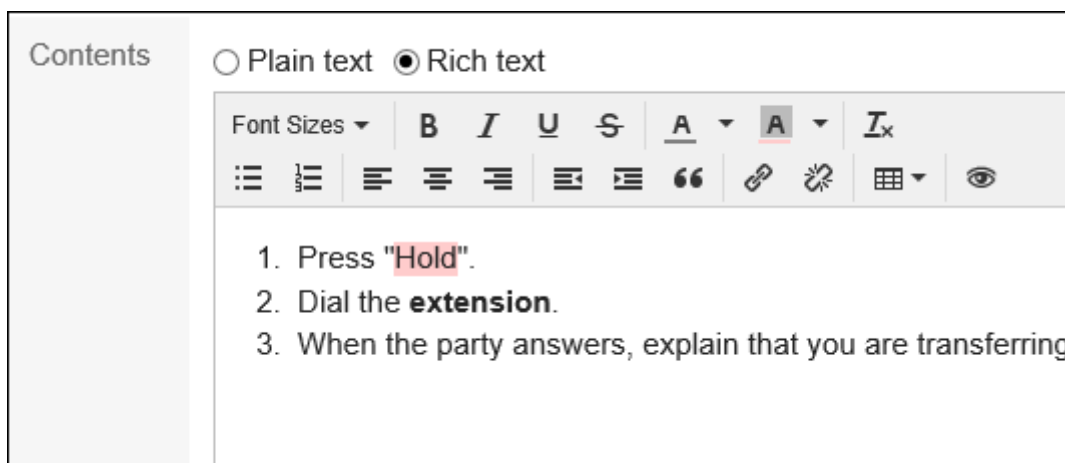 Contents
Plain text Rich text
Font Sizes B I U S A A Tx
1. Press "Hold".
2. Dial the extension.
3. When the party answers, explain that you are transferring